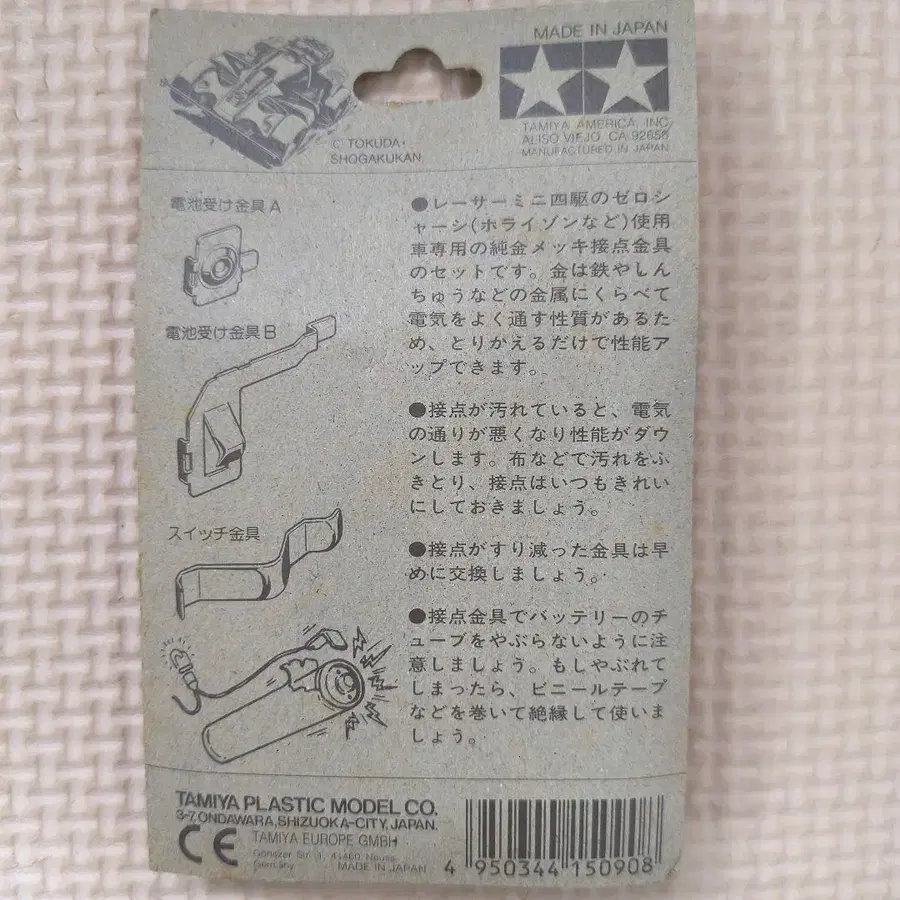 MADE IN JAPAN
TAMIYA AMERICA, INC.
ALISO VIEJO, CA 92656
MANUFACTURED IN JAPAN
© TOKUDA・
SHOGAKUKAN
電池受け金具A
電池受け金具B
スイッチ金具
●レーサーミニ四駆のゼロシ
ャーシ(ホライゾンなど)使用
車専用の純金メッキ接点金具
のセットです。金は鉄やしん
ちゅうなどの金属にくらべて
電気をよく通す性質があるた
め、とりかえるだけで性能ア
ップできます。
●接点が汚れていると、電気
の通りが悪くなり性能がダウ
ンします。布などで汚れをふ
きとり、接点はいつもきれい
にしておきましょう。
●接点がすり減った金具は早
めに交換しましょう。
●接点金具でバッテリーのチ
ューブをやぶらないように注
意しましょう。もしやぶれて
しまったら、ビニールテープ
などを巻いて絶縁して使いま
しょう。
TAMIYA PLASTIC MODEL CO.
3-7, ONDAWARA, SHIZUOKA-CITY, JAPAN.
CE
TAMIYA EUROPE GMBH
Str. 1, 41460 Neuss
Germany
MADE IN JAPAN
4 950344 150908